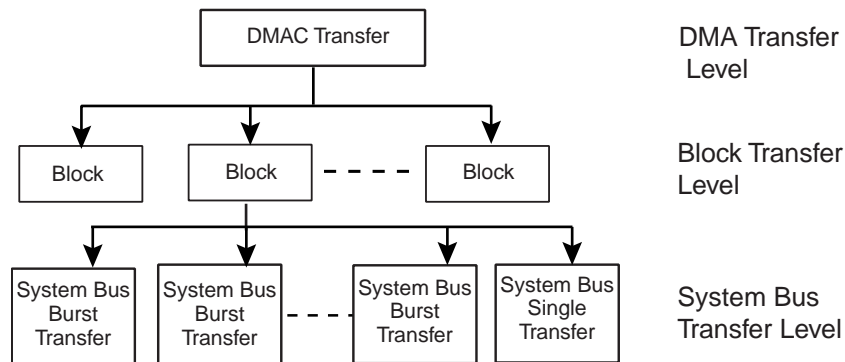 DMAC Transfer
DMA Transfer
Level
Block
Block
Block
Block Transfer
Level
System Bus
Burst
Transfer
System Bus
Burst
Transfer
System Bus
Burst
Transfer
System Bus
Single
Transfer
System Bus
Transfer Level